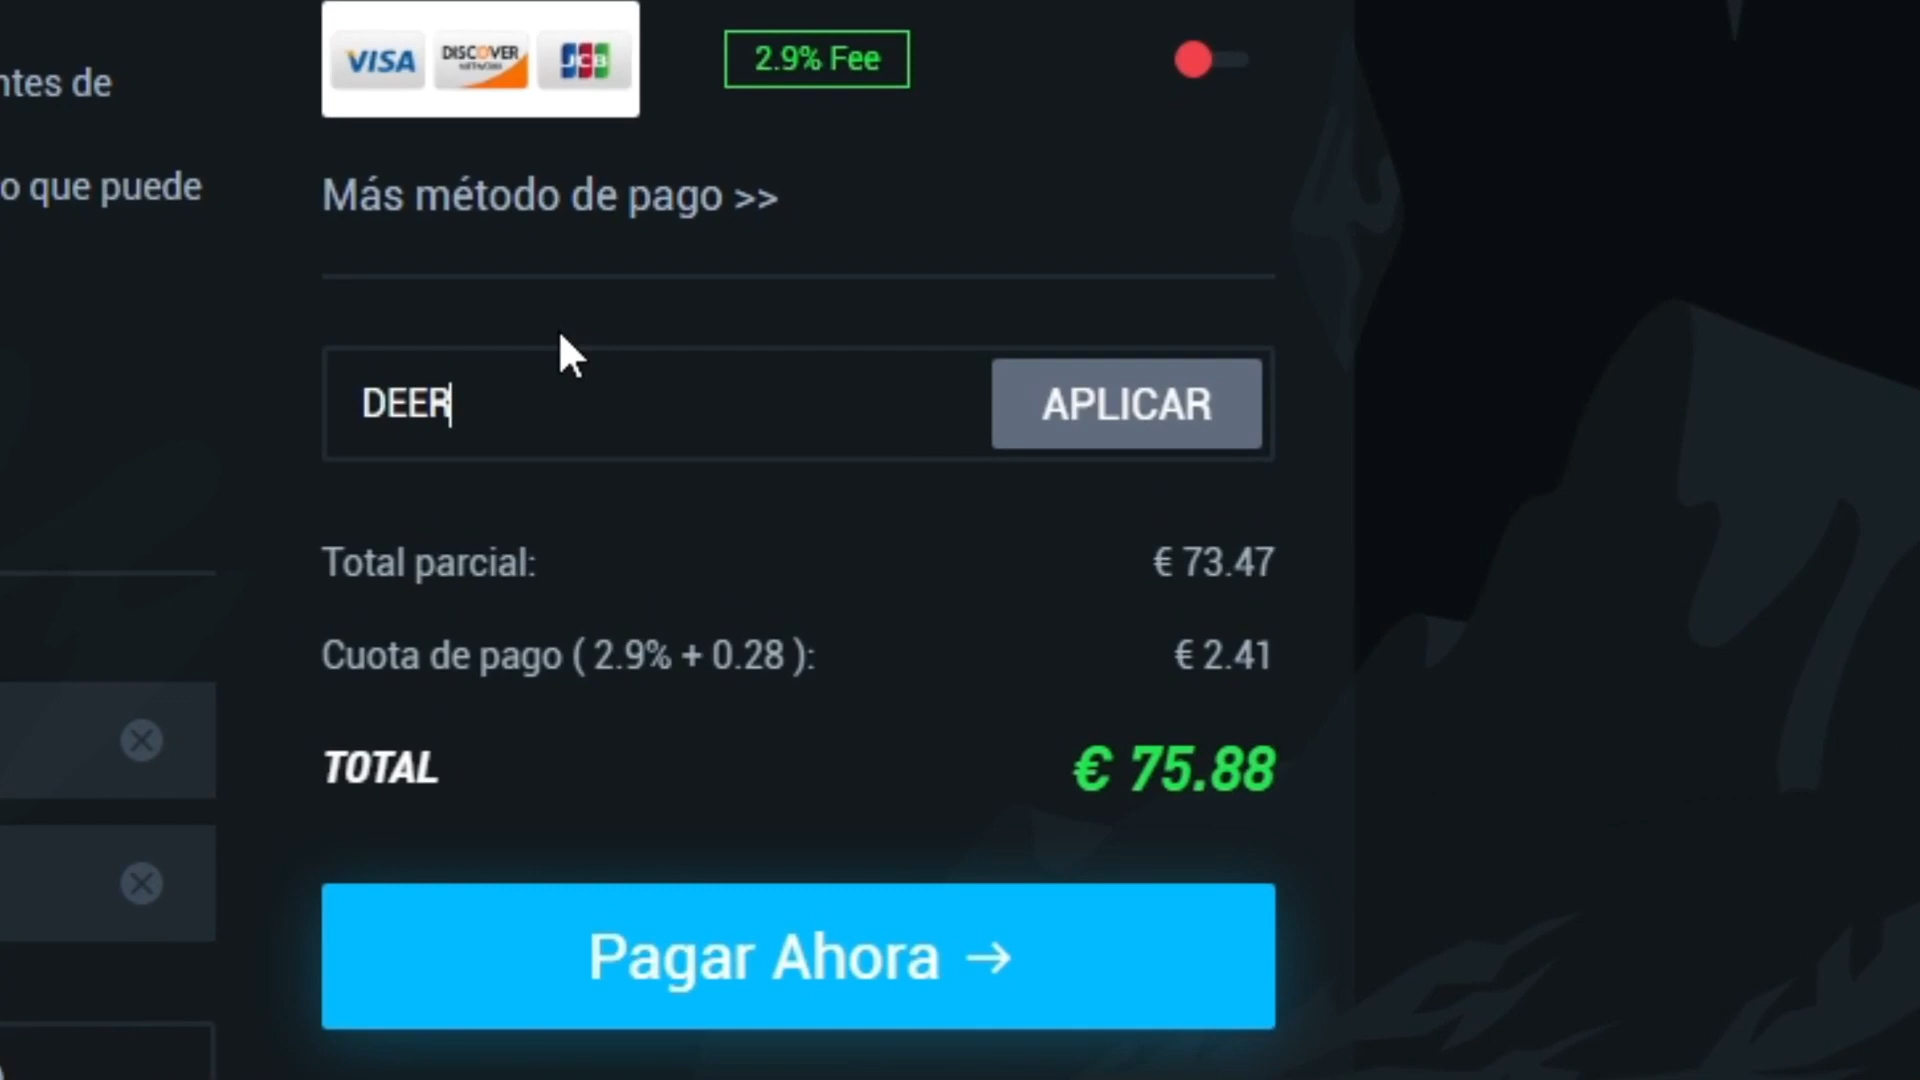 VISA DISCOVER NETWORK JCB
2.9% Fee
ntes de
o que puede
Más método de pago >>
DEER
APLICAR
Total parcial:
€ 73.47
Cuota de pago ( 2.9% + 0.28 ):
€ 2.41
TOTAL
€ 75.88
Pagar Ahora →